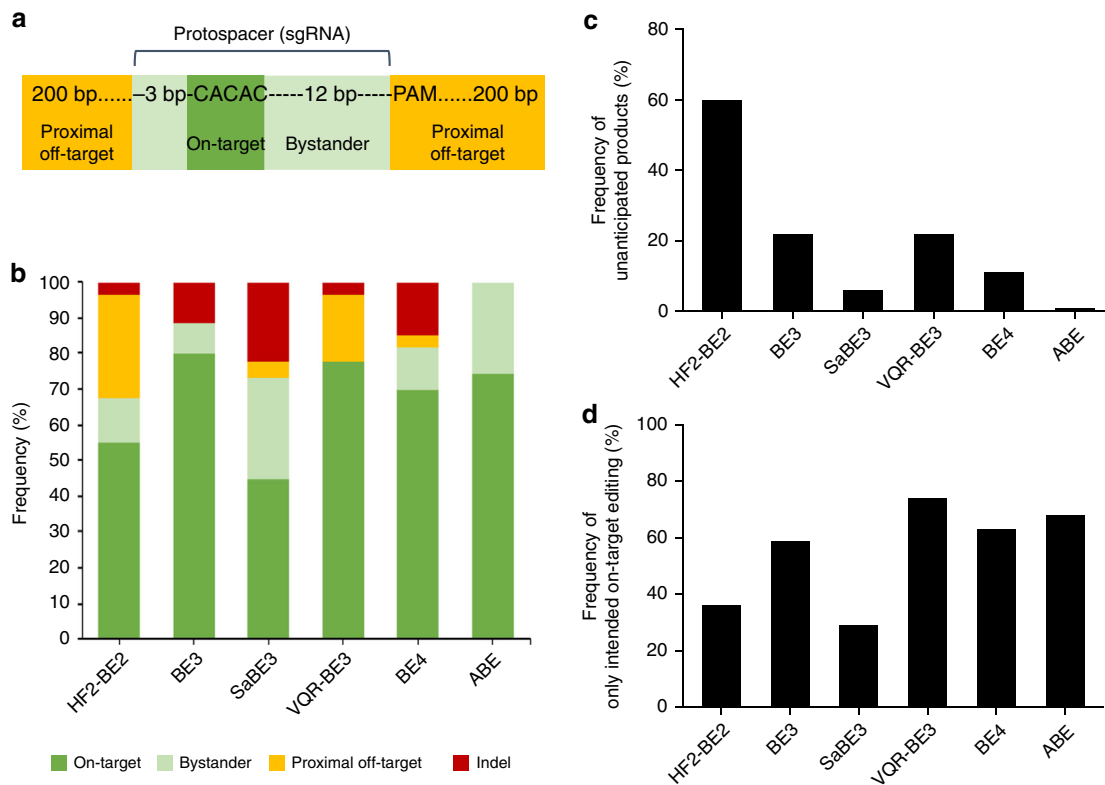 a
Protospacer (sgRNA)
200 bp......–3 bp-CACAC-----12 bp-----PAM......200 bp
Proximal off-target
On-target
Bystander
Proximal off-target
b
Frequency (%)
100
90
80
70
60
50
40
30
20
10
0
HF2-BE2
BE3
SaBE3
VQR-BE3
BE4
ABE
On-target
Bystander
Proximal off-target
Indel
c
Frequency of
unanticipated products (%)
80
60
40
20
0
HF2-BE2
BE3
SaBE3
VQR-BE3
BE4
ABE
d
Frequency of
only intended on-target editing (%)
100
80
60
40
20
0
HF2-BE2
BE3
SaBE3
VQR-BE3
BE4
ABE